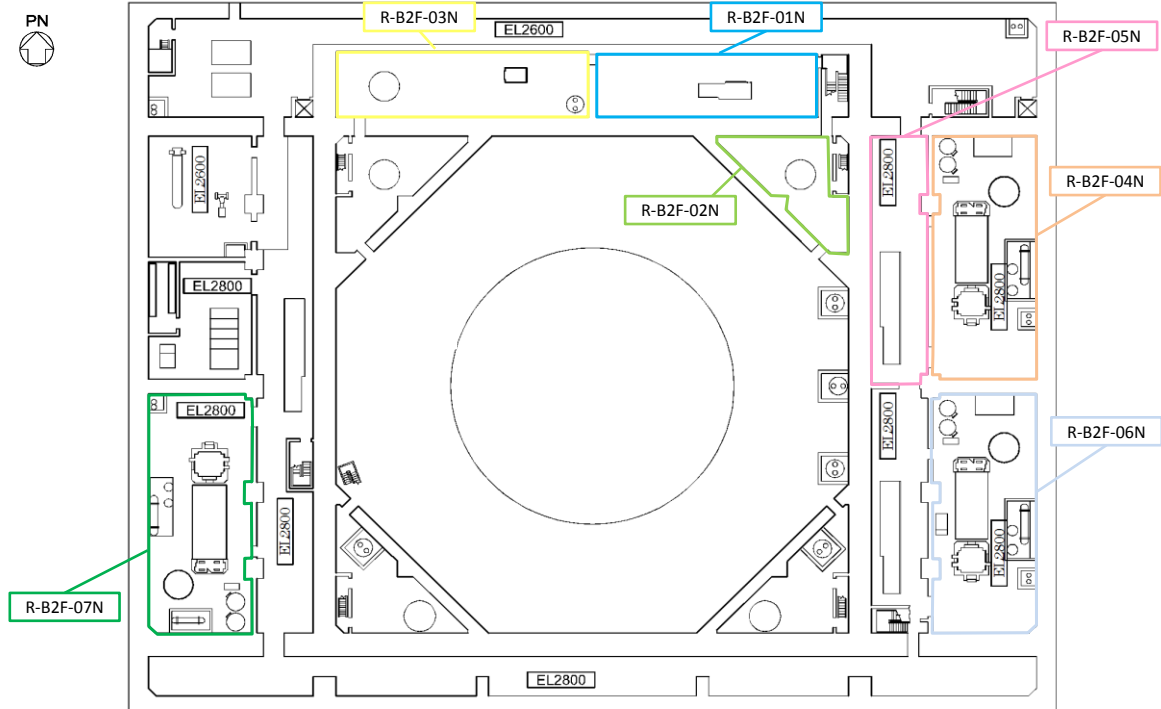 PN
R-B2F-03N
R-B2F-01N
EL2600
R-B2F-05N
EL2800
EL2600
R-B2F-04N
R-B2F-02N
EL2800
EL2800
EL2800
EL2800
R-B2F-06N
EL2800
EL2800
R-B2F-07N
EL2800